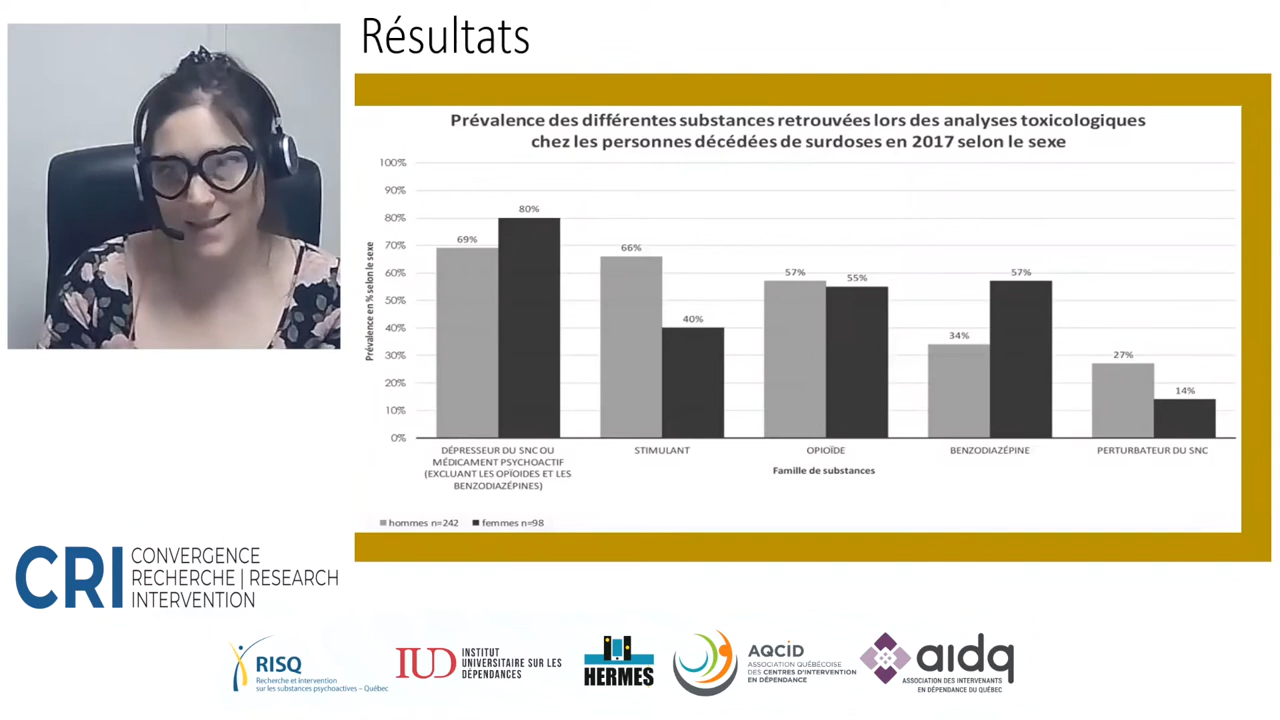 Résultats
Prévalence des différentes substances retrouvées lors des analyses toxicologiques
chez les personnes décédées de surdoses en 2017 selon le sexe
Prévalence en % selon le sexe
100%
90%
80%
70%
60%
50%
40%
30%
20%
10%
0%
69%
80%
66%
40%
57%
55%
34%
57%
27%
14%
DÉPRESSEUR DU SNC OU
MÉDICAMENT PSYCHOACTIF
(EXCLUANT LES OPÏOIDES ET LES
BENZODIAZÉPINES)
STIMULANT
OPIOÏDE
BENZODIAZÉPINE
PERTURBATEUR DU SNC
Famille de substances
hommes n=242
femmes n=98
CRI
CONVERGENCE
RECHERCHE | RESEARCH
INTERVENTION
RISQ
Recherche et intervention
sur les substances psychoactives – Québec
IUD
INSTITUT
UNIVERSITAIRE SUR LES
DÉPENDANCES
HERMES
AQCiD
ASSOCIATION QUÉBÉCOISE
DES CENTRES D'INTERVENTION
EN DÉPENDANCE
aidq
ASSOCIATION DES INTERVENANTS
EN DÉPENDANCE DU QUÉBEC